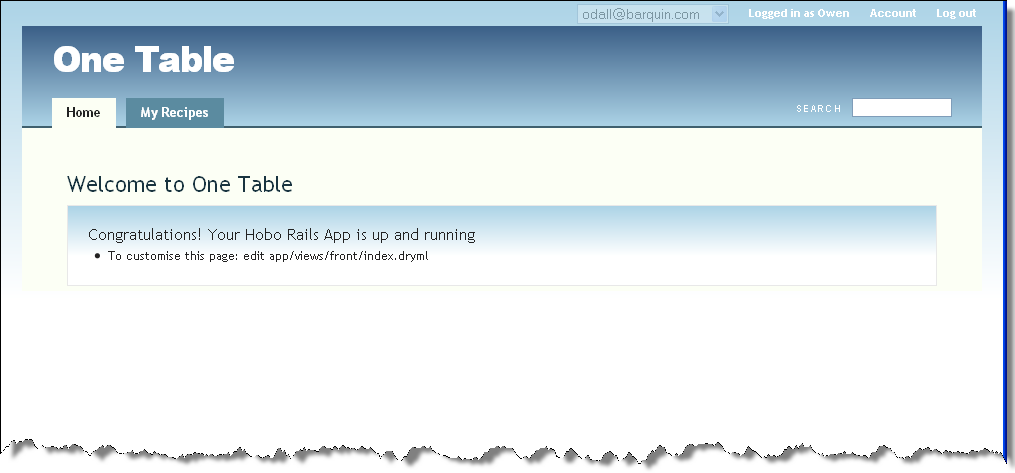 odall@barquin.com Logged in as Owen Account Log out
One Table
Home My Recipes SEARCH
Welcome to One Table
Congratulations! Your Hobo Rails App is up and running
• To customise this page: edit app/views/front/index.dryml